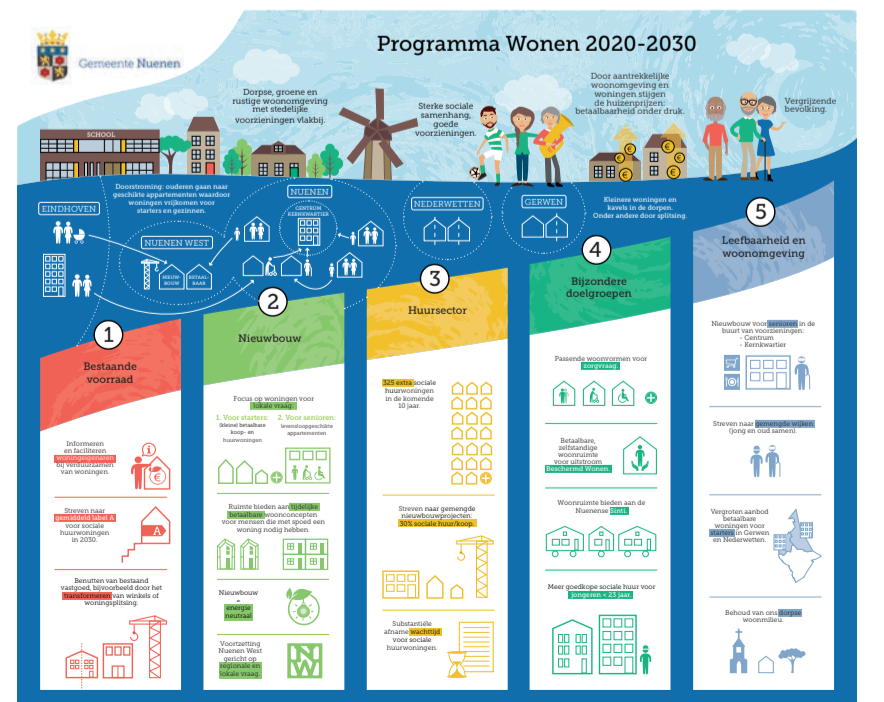 Gemeente Nuenen
Programma Wonen 2020-2030
Dorpse, groene en
rustige woonomgeving
met stedelijke
voorzieningen vlakbij.
Sterke sociale
samenhang,
goede
voorzieningen.
Door aantrekkelijke
woonomgeving en
woningen stijgen
de huizenprijzen:
betaalbaarheid onder druk.
Vergrijzende
bevolking.
SCHOOL
Doorstroming: ouderen gaan naar
geschikte appartementen waardoor
woningen vrijkomen voor
starters en gezinnen.
EINDHOVEN
NUENEN WEST
NIEUW-
BOUW
BETAAL-
BAAR
NUENEN
CENTRUM
KERNKWARTIER
NEDERWETTEN
GERWEN
Kleinere woningen en
kavels in de dorpen.
Onder andere door splitsing.
1
Bestaande
voorraad
Informeren
en faciliteren
woningeigenaren
bij verduurzamen
van woningen.
Streven naar
gemiddeld label A
voor sociale
huurwoningen
in 2030.
A
Benutten van bestaand
vastgoed, bijvoorbeeld door het
transformeren van winkels of
woningsplitsing.
2
Nieuwbouw
Focus op woningen voor
lokale vraag:
1. Voor starters:
(kleine) betaalbare
koop- en
huurwoningen
2. Voor senioren:
levensloopgeschikte
appartementen
Ruimte bieden aan tijdelijke
betaalbare woonconcepten
voor mensen die met spoed een
woning nodig hebben.
Nieuwbouw
=
energie
neutraal
Voortzetting
Nuenen West
gericht op
regionale en
lokale vraag.
NW
3
Huursector
325 extra sociale
huurwoningen
in de komende
10 jaar.
Streven naar gemengde
nieuwbouwprojecten:
30% sociale huur/koop.
Substantiële
afname wachttijd
voor sociale
huurwoningen.
4
Bijzondere
doelgroepen
Passende woonvormen voor
zorgvraag.
Betaalbare,
zelfstandige
woonruimte
voor uitstroom
Beschermd Wonen.
Woonruimte bieden aan de
Nuenense Sinti.
Meer goedkope sociale huur voor
jongeren < 23 jaar.
5
Leefbaarheid en
woonomgeving
Nieuwbouw voor senioren in de
buurt van voorzieningen:
- Centrum
- Kernkwartier
Streven naar gemengde wijken
(jong en oud samen).
Vergroten aanbod
betaalbare
woningen voor
starters in Gerwen
en Nederwetten.
Behoud van ons dorpse
woonmilieu.